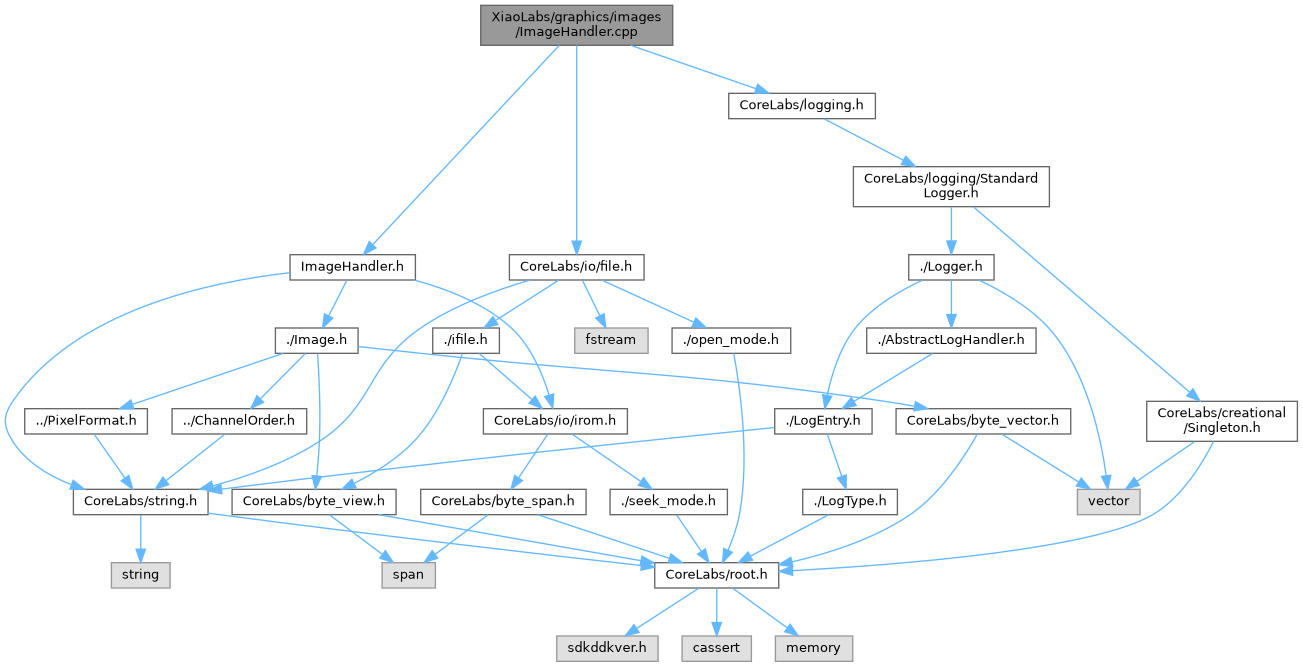 XiaoLabs/graphics/images
/ImageHandler.cpp
CoreLabs/logging.h
CoreLabs/logging/Standard
Logger.h
ImageHandler.h
CoreLabs/io/file.h
./Logger.h
./Image.h
./ifile.h
fstream
./open_mode.h
./AbstractLogHandler.h
../PixelFormat.h
../ChannelOrder.h
CoreLabs/io/irom.h
./LogEntry.h
CoreLabs/byte_vector.h
CoreLabs/creational
/Singleton.h
CoreLabs/string.h
CoreLabs/byte_view.h
CoreLabs/byte_span.h
./seek_mode.h
./LogType.h
vector
string
span
CoreLabs/root.h
sdkddkver.h
cassert
memory